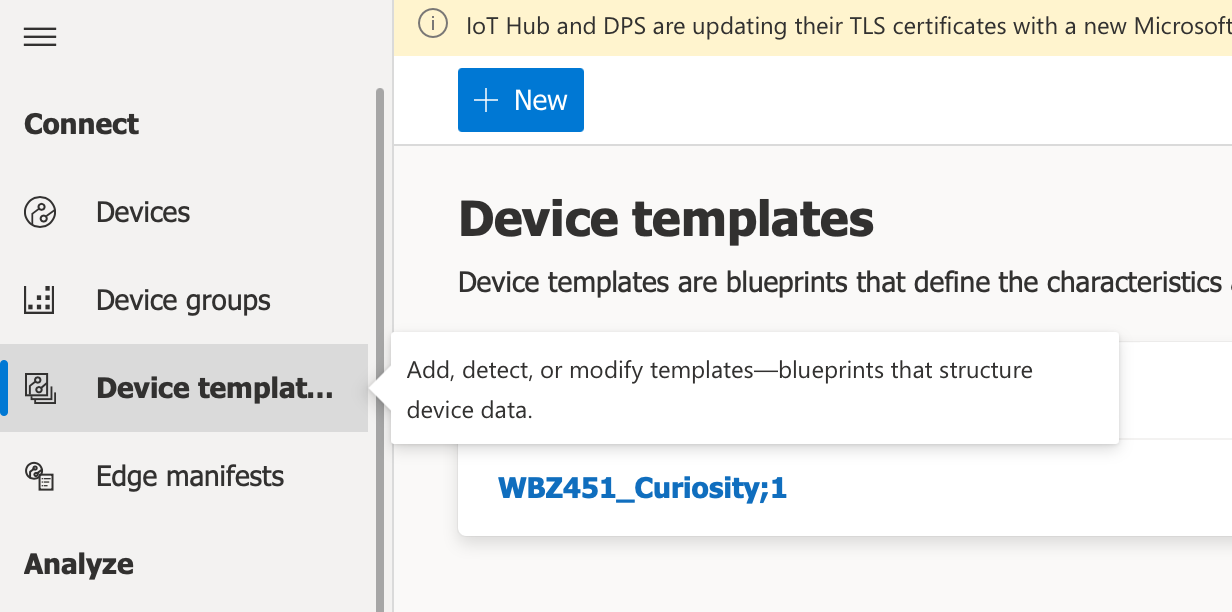 IoT Hub and DPS are updating their TLS certificates with a new Microsoft
New
Connect
Devices
Device groups
Device templat...
Edge manifests
Analyze
Device templates
Device templates are blueprints that define the characteristics
Add, detect, or modify templates—blueprints that structure
device data.
WBZ451_Curiosity;1